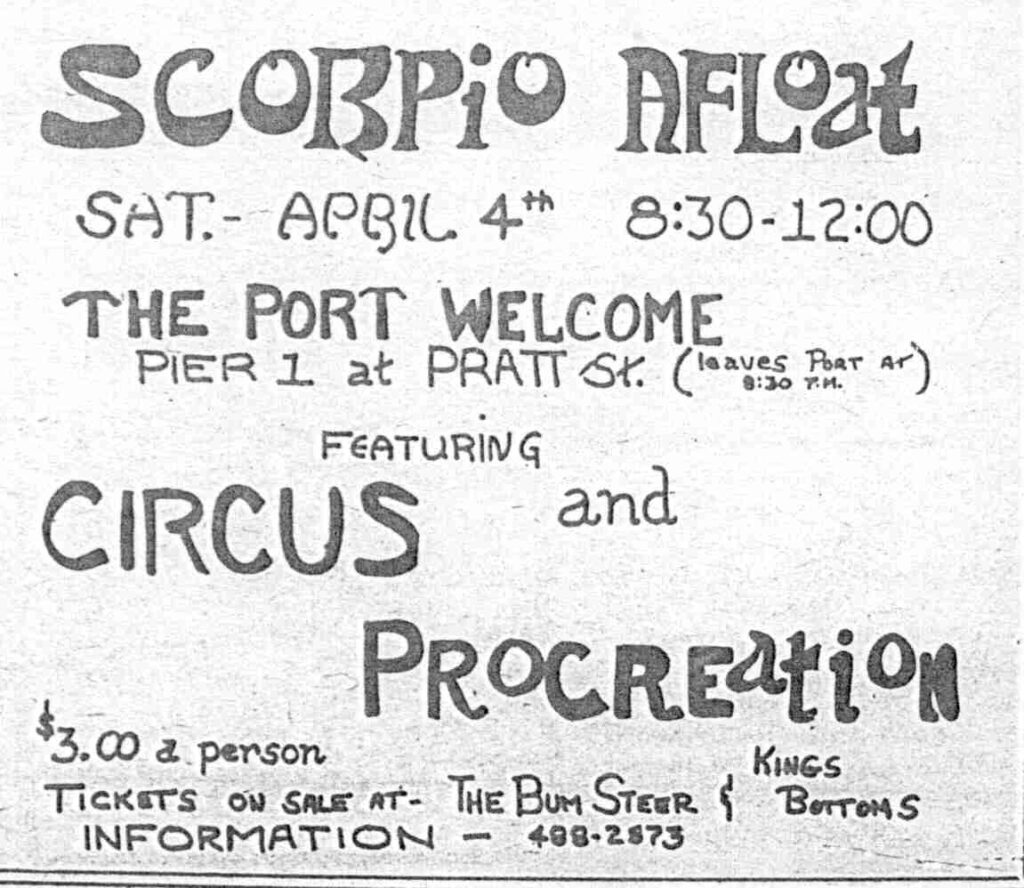 SCORPiO AFLOat
SAT.- APRIL 4th 8:30-12:00
THE PORT WELCOME
PIER 1 at PRATT St. (leaves PORT AT 8:30 P.M.)
FEATURING
CIRCUS and
PROCREatiON
$3.00 a person
TICKETS ON SALE AT- THE BUM STEER & KINGS BOTTOMS
INFORMATION - 488-2573